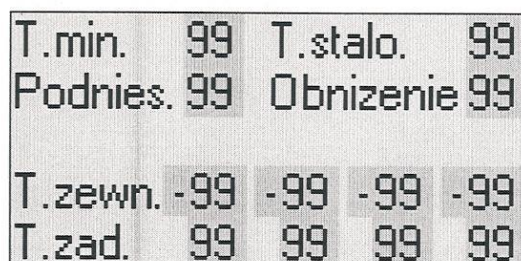 T.min. 99 T.stalo. 99
Podnies. 99 Obnizenie 99
T.zewn. -99 -99 -99 -99
T.zad. 99 99 99 99